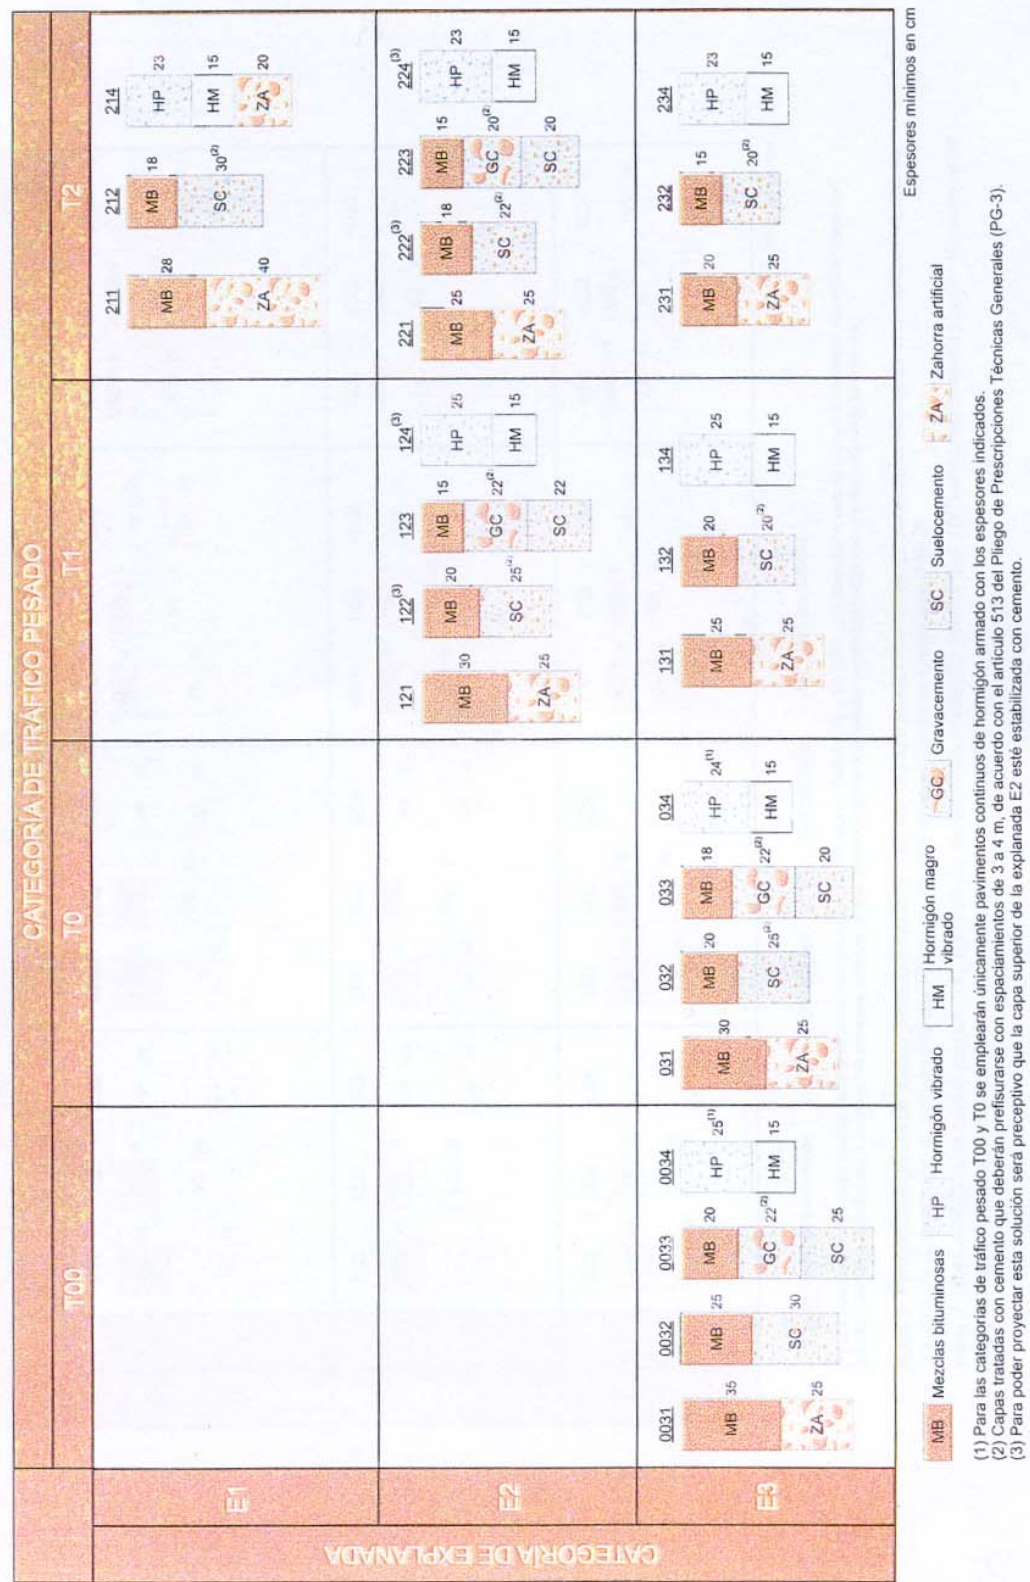 CATEGORÍA DE TRÁFICO PESADO
T00 T0 T1 T2
CATEGORÍA DE EXPLANADA
E1
211 212 214
MB 28 ZA 40
MB 18 SC 30(2)
HP 23 HM 15 ZA 20
E2
121 122(3) 123 124(3)
MB 30 ZA 25
MB 20 SC 25(2)
MB 15 GC 22(2) SC 22
HP 25 HM 15
221 222(3) 223 224(3)
MB 25 ZA 25
MB 18 SC 22(2)
MB 15 GC 20(2) SC 20
HP 23 HM 15
E3
0031 0032 0033 0034
MB 35 ZA 25
MB 25 SC 30
MB 20 GC 22(2) SC 25
HP 25(1) HM 15
031 032 033 034
MB 30 ZA 25
MB 20 SC 25(2)
MB 18 GC 22(2) SC 20
HP 24(1) HM 15
131 132 134
MB 25 ZA 25
MB 20 SC 20(2)
HP 25 HM 15
231 232 234
MB 20 ZA 25
MB 15 SC 20(2)
HP 23 HM 15
Espesores mínimos en cm
MB Mezclas bituminosas HP Hormigón vibrado HM Hormigón magro vibrado GC Gravacemento SC Suelocemento ZA Zahorra artificial
(1) Para las categorias de tráfico pesado T00 y T0 se emplearán únicamente pavimentos continuos de hormigón armado con los espesores indicados.
(2) Capas tratadas con cemento que deberán prefisurarse con espaciamientos de 3 a 4 m, de acuerdo con el artículo 513 del Pliego de Prescripciones Técnicas Generales (PG-3).
(3) Para poder proyectar esta solución será preceptivo que la capa superior de la explanada E2 esté estabilizada con cemento.